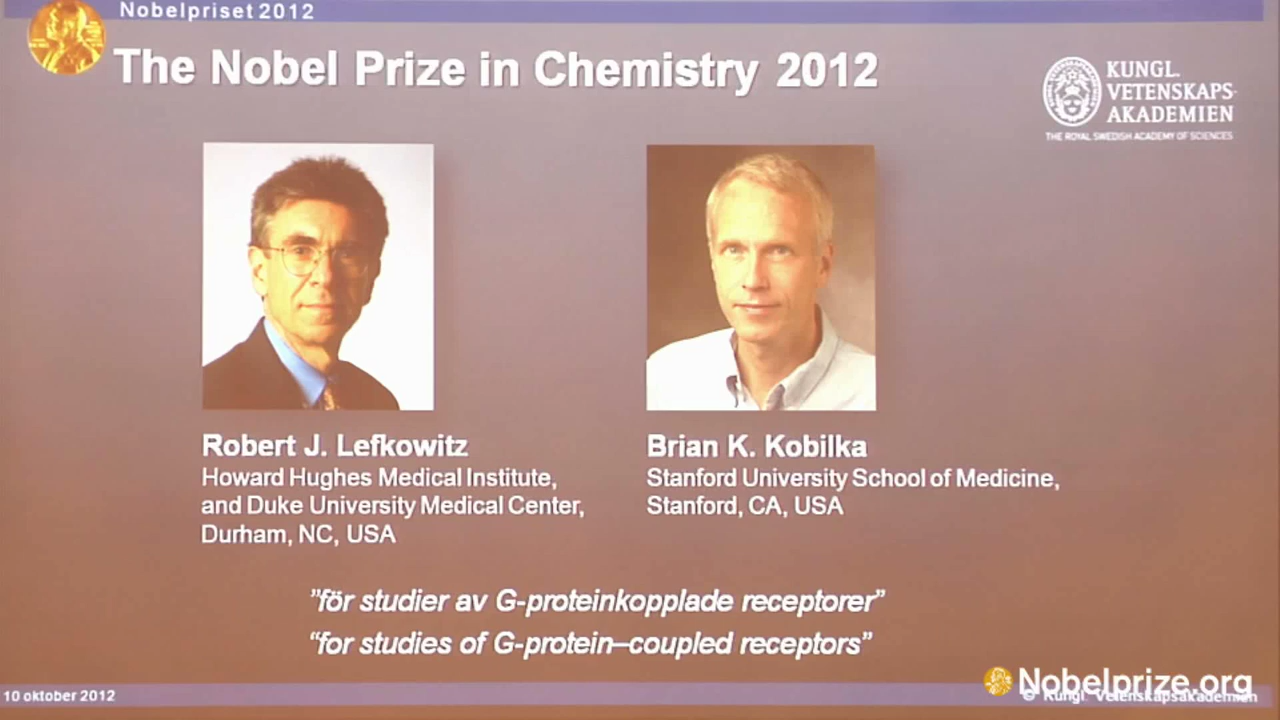 Nobelpriset 2012
The Nobel Prize in Chemistry 2012
KUNGL.
VETENSKAPS-
AKADEMIEN
THE ROYAL SWEDISH ACADEMY OF SCIENCES
Robert J. Lefkowitz
Howard Hughes Medical Institute,
and Duke University Medical Center,
Durham, NC, USA
Brian K. Kobilka
Stanford University School of Medicine,
Stanford, CA, USA
”för studier av G-proteinkopplade receptorer”
“for studies of G-protein–coupled receptors”
10 oktober 2012
Nobelprize.org
© Kungl. Vetenskapsakademien